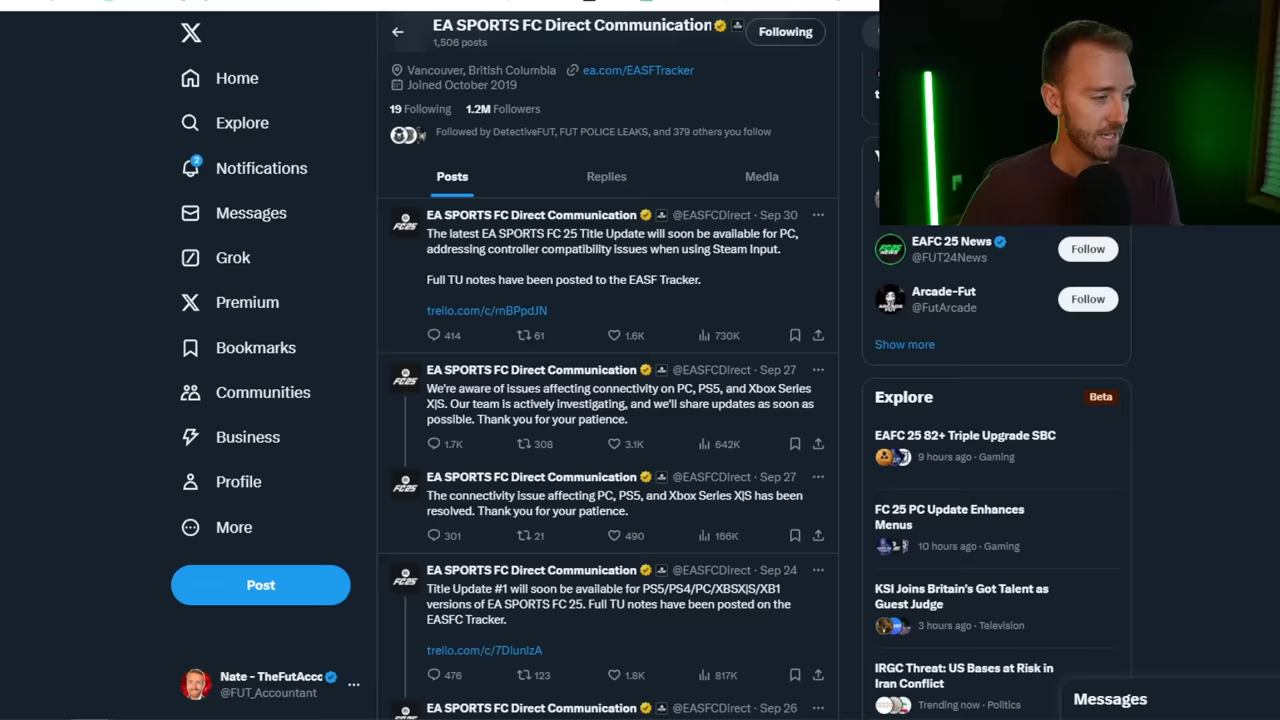 EA SPORTS FC Direct Communication
1,506 posts
Following
Vancouver, British Columbia ea.com/EASFTracker
Joined October 2019
19 Following 1.2M Followers
Followed by DetectiveFUT, FUT POLICE LEAKS, and 379 others you follow
Posts Replies Media
Home
Explore
2
Notifications
Messages
Grok
Premium
Bookmarks
Communities
Business
Profile
More
Post
Nate - TheFutAcc
@FUT_Accountant
EA SPORTS FC Direct Communication @EASFCDirect · Sep 30
The latest EA SPORTS FC 25 Title Update will soon be available for PC,
addressing controller compatibility issues when using Steam Input.
Full TU notes have been posted to the EASF Tracker.
trello.com/c/rnBPpdJN
414 61 1.6K 730K
EA SPORTS FC Direct Communication @EASFCDirect · Sep 27
We're aware of issues affecting connectivity on PC, PS5, and Xbox Series
X|S. Our team is actively investigating, and we'll share updates as soon as
possible. Thank you for your patience.
1.7K 308 3.1K 642K
EA SPORTS FC Direct Communication @EASFCDirect · Sep 27
The connectivity issue affecting PC, PS5, and Xbox Series X|S has been
resolved. Thank you for your patience.
301 21 490 166K
EA SPORTS FC Direct Communication @EASFCDirect · Sep 24
Title Update #1 will soon be available for PS5/PS4/PC/XBSX|S/XB1
versions of EA SPORTS FC 25. Full TU notes have been posted on the
EASFC Tracker.
trello.com/c/7DlunlzA
476 123 1.8K 817K
EA SPORTS FC Direct Communication @EASFCDirect · Sep 26
EAFC 25 News
@FUT24News
Follow
Arcade-Fut
@FutArcade
Follow
Show more
Explore
Beta
EAFC 25 82+ Triple Upgrade SBC
9 hours ago · Gaming
FC 25 PC Update Enhances
Menus
10 hours ago · Gaming
KSI Joins Britain's Got Talent as
Guest Judge
3 hours ago · Television
IRGC Threat: US Bases at Risk in
Iran Conflict
Trending now · Politics
Messages